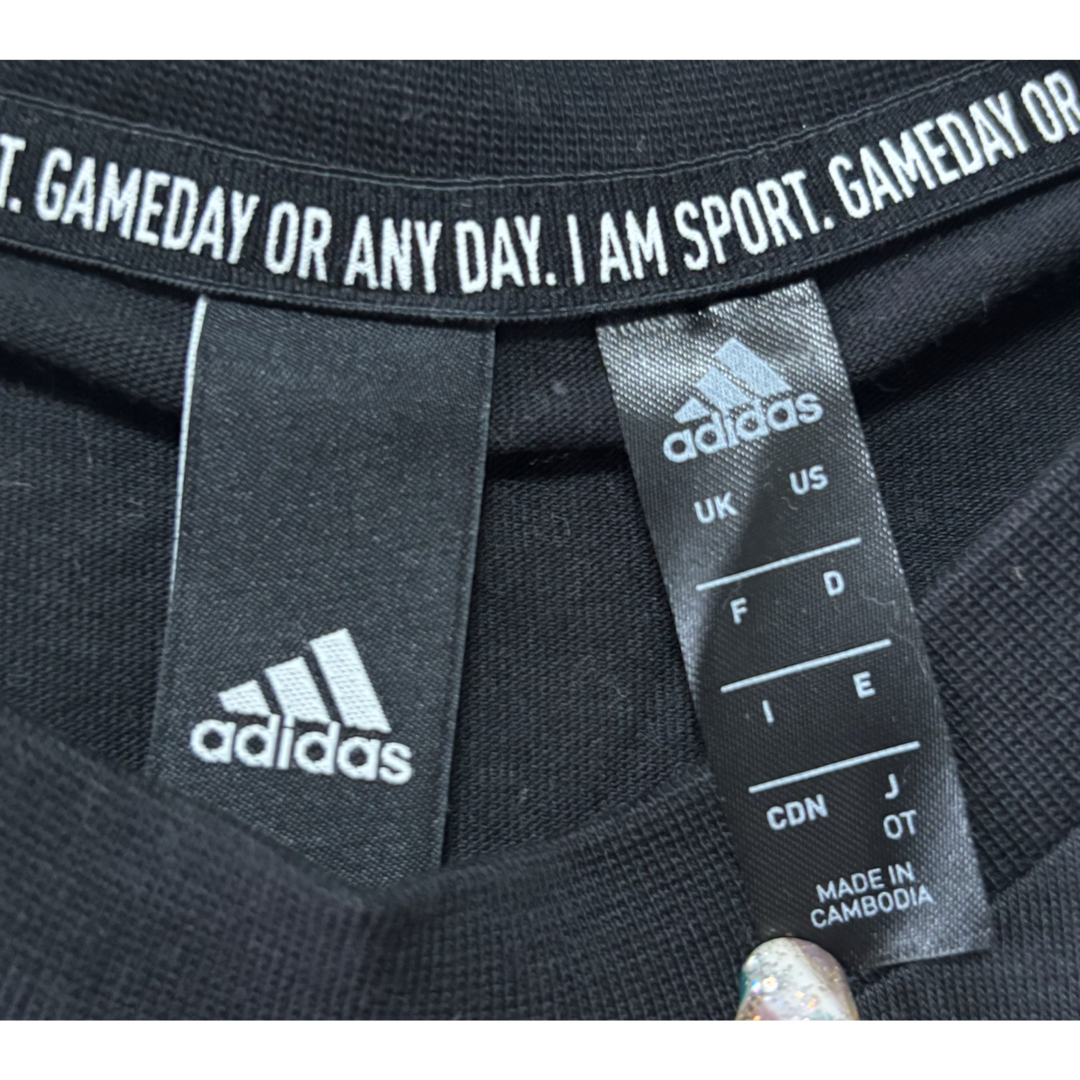 T. GAMEDAY OR ANY DAY. I AM SPORT. GAMEDAY OR
adidas
adidas
UK US
F D
I E
CDN J
OT
MADE IN
CAMBODIA